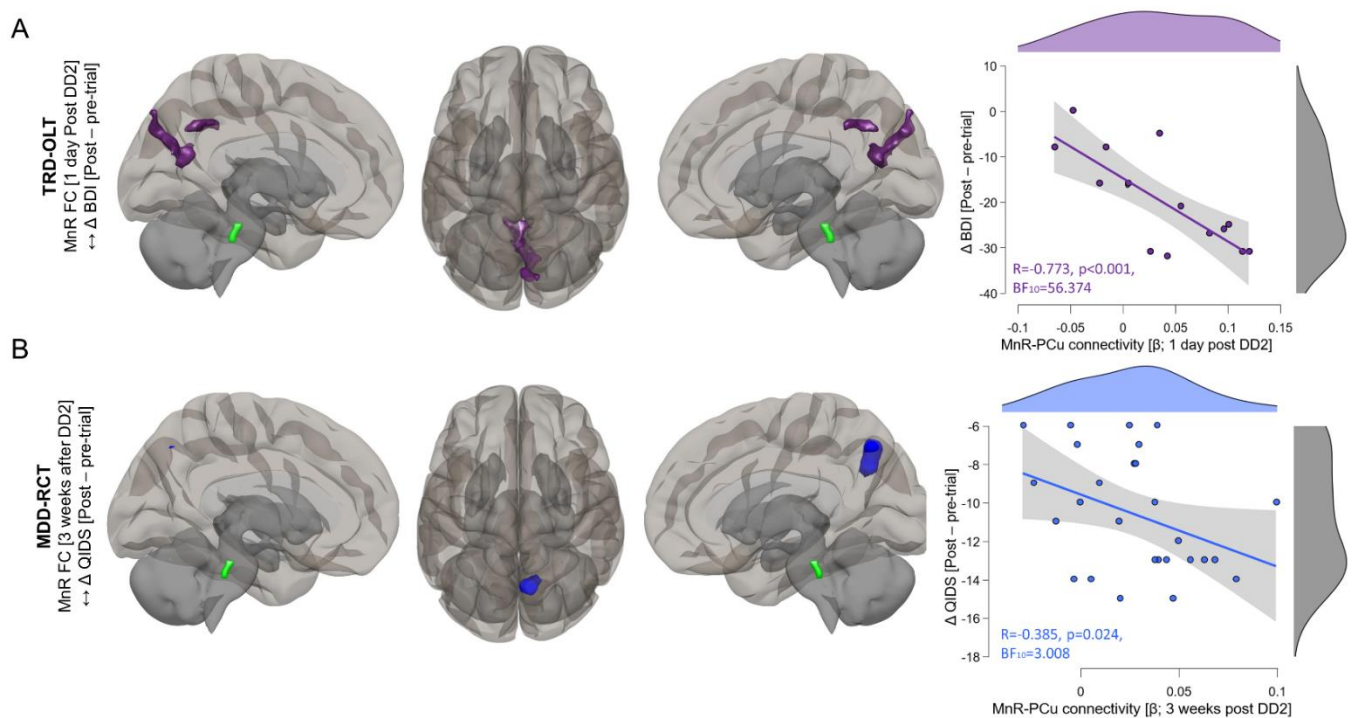 A
TRD-OLT
MnR FC [1 day Post DD2]
↔ Δ BDI [Post – pre-trial]
Δ BDI [Post – pre-trial]
10
0
-10
-20
-30
-40
R=-0.773, p<0.001,
BF₁₀=56.374
-0.1 -0.05 0 0.05 0.1 0.15
MnR-PCu connectivity [β; 1 day post DD2]
B
MDD-RCT
MnR FC [3 weeks after DD2]
↔ Δ QIDS [Post – pre-trial]
Δ QIDS [Post – pre-trial]
-6
-8
-10
-12
-14
-16
-18
R=-0.385, p=0.024,
BF₁₀=3.008
0 0.05 0.1
MnR-PCu connectivity [β; 3 weeks post DD2]